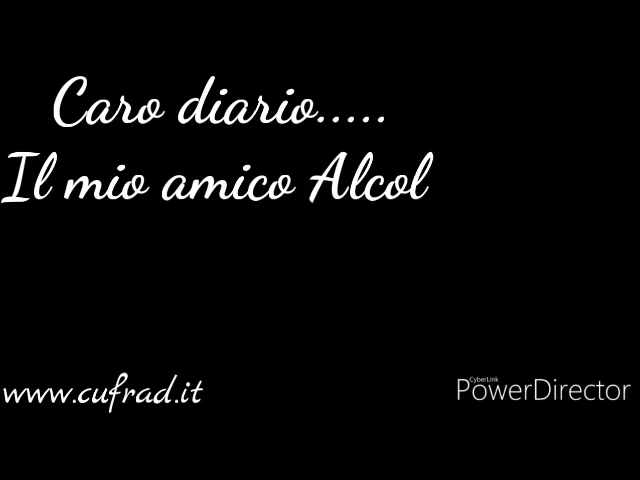 Caro diario.....
Il mio amico Alcol
www.cufrad.it
CyberLink
PowerDirector